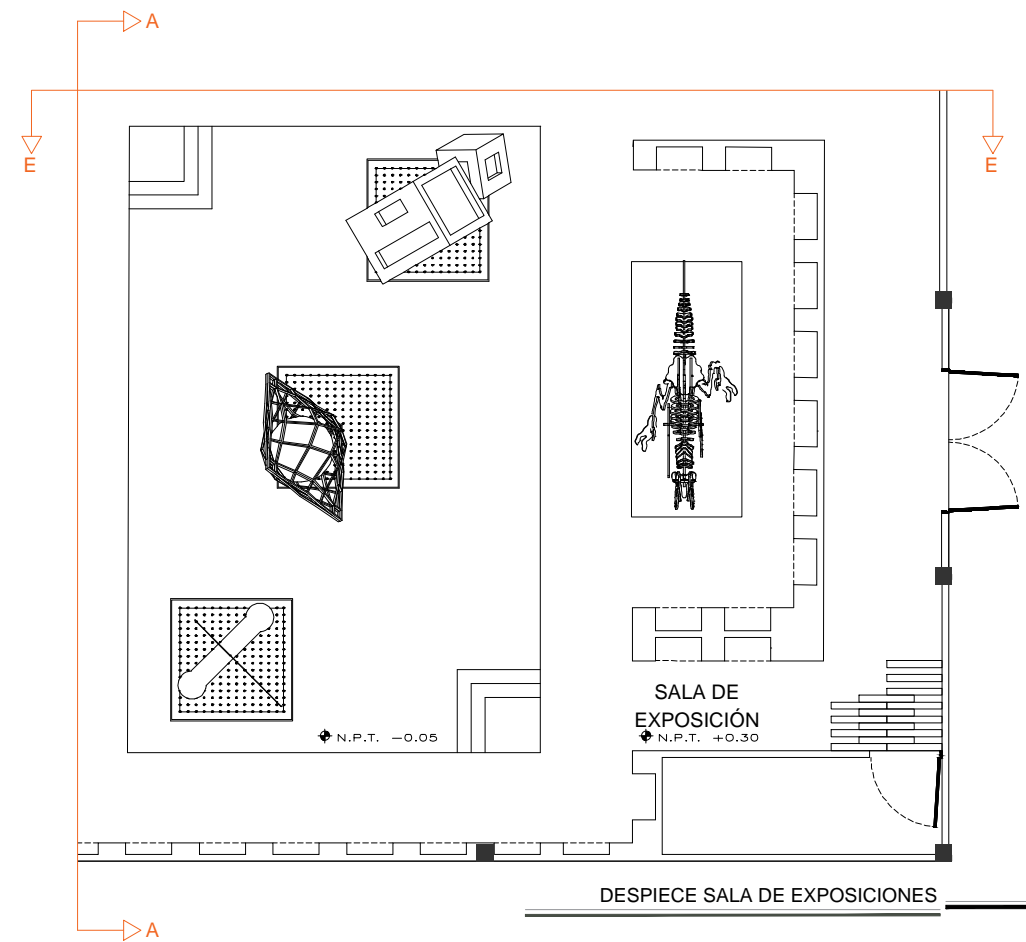 A
E
E
SALA DE
EXPOSICIÓN
N.P.T. -0.05
N.P.T. +0.30
DESPIECE SALA DE EXPOSICIONES
A